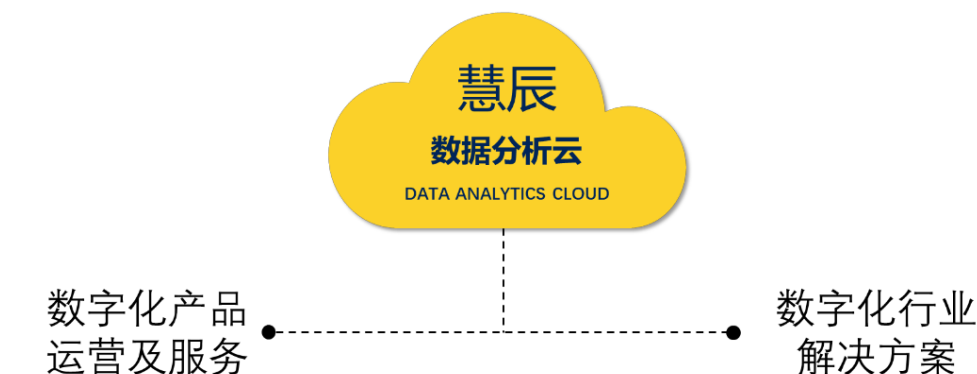 慧辰
数据分析云
DATA ANALYTICS CLOUD
数字化产品
运营及服务
数字化行业
解决方案